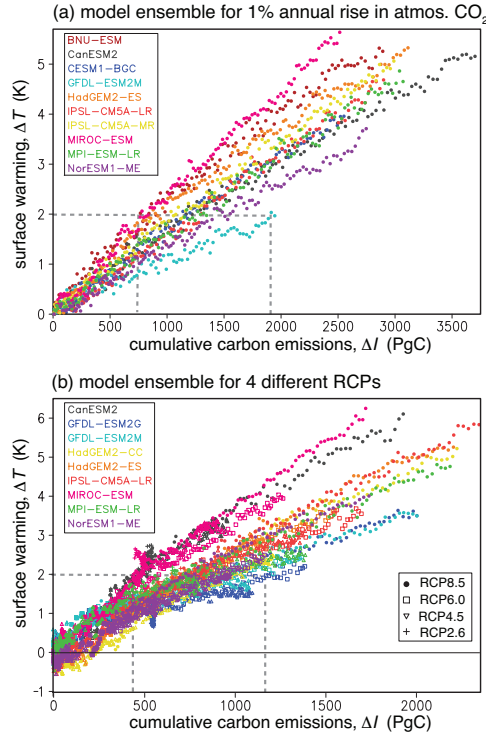 (a) model ensemble for 1% annual rise in atmos. CO2
surface warming, ΔT (K)
5
4
3
2
1
0
BNU−ESM
CanESM2
CESM1−BGC
GFDL−ESM2M
HadGEM2−ES
IPSL−CM5A−LR
IPSL−CM5A−MR
MIROC−ESM
MPI−ESM−LR
NorESM1−ME
0 500 1000 1500 2000 2500 3000 3500
cumulative carbon emissions, ΔI (PgC)
(b) model ensemble for 4 different RCPs
surface warming, ΔT (K)
6
5
4
3
2
1
0
-1
CanESM2
GFDL−ESM2G
GFDL−ESM2M
HadGEM2−CC
HadGEM2−ES
IPSL−CM5A−LR
MIROC−ESM
MPI−ESM−LR
NorESM1−ME
RCP8.5
RCP6.0
RCP4.5
RCP2.6
500 1000 1500 2000
cumulative carbon emissions, ΔI (PgC)